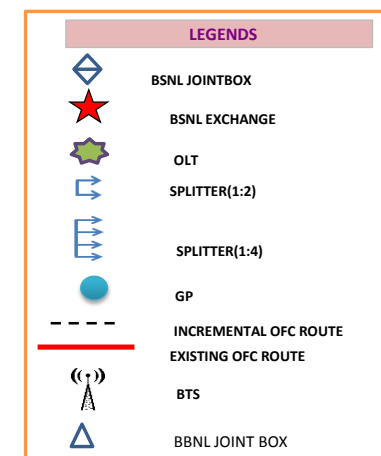 LEGENDS
BSNL JOINTBOX
BSNL EXCHANGE
OLT
SPLITTER(1:2)
SPLITTER(1:4)
GP
INCREMENTAL OFC ROUTE
EXISTING OFC ROUTE
BTS
BBNL JOINT BOX